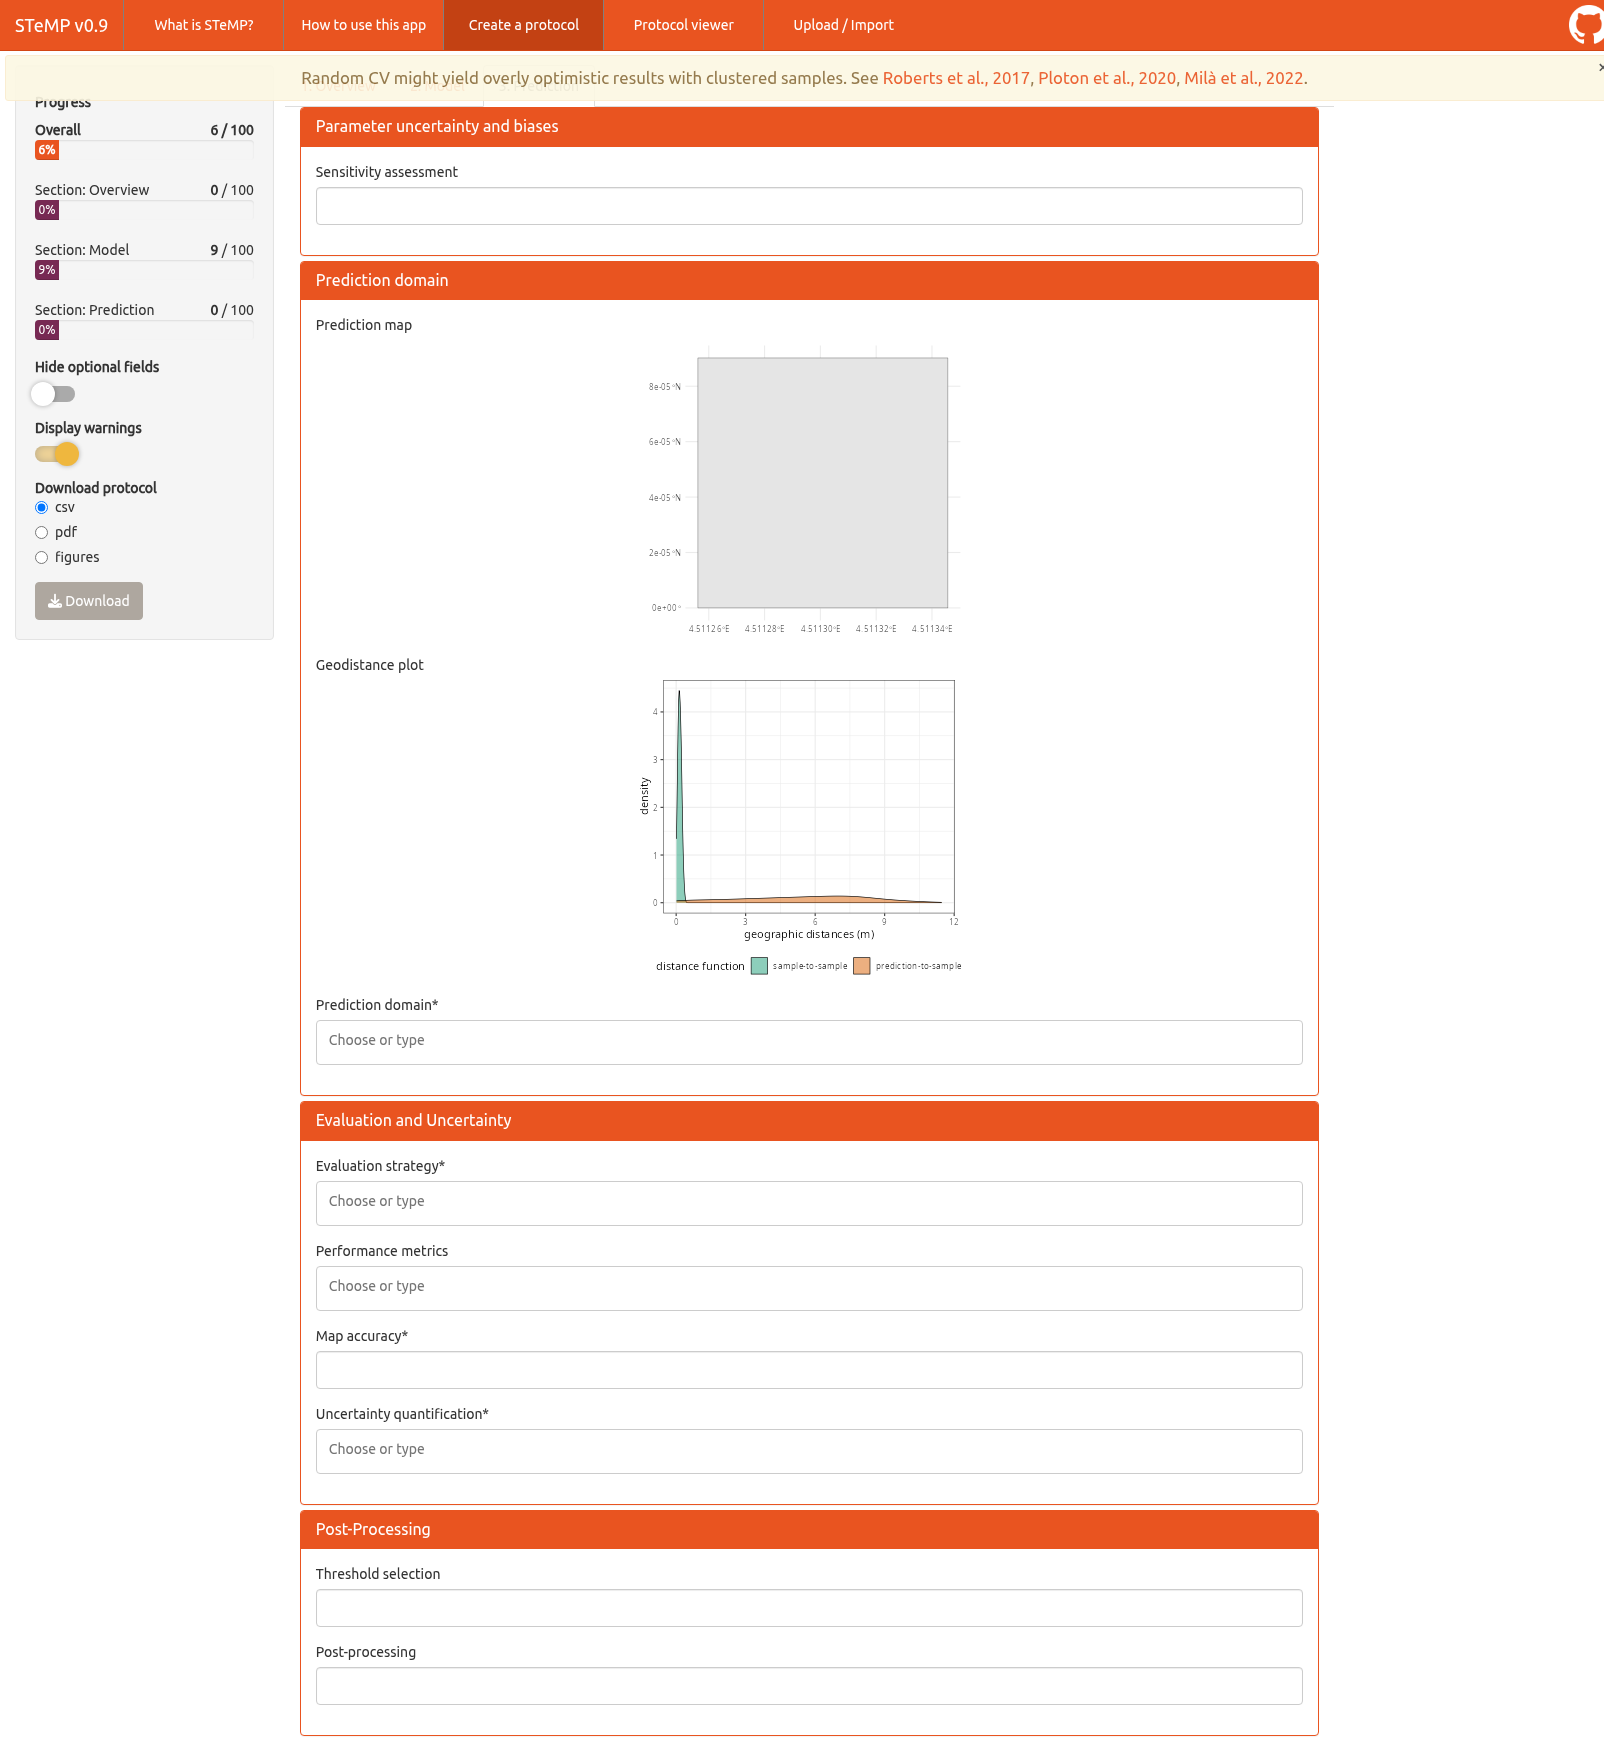 STeMP v0.9
What is STeMP?
How to use this app
Create a protocol
Protocol viewer
Upload / Import
Random CV might yield overly optimistic results with clustered samples. See Roberts et al., 2017, Ploton et al., 2020, Milà et al., 2022.
×
Progress
Overall 6 / 100
6%
Section: Overview 0 / 100
0%
Section: Model 9 / 100
9%
Section: Prediction 0 / 100
0%
Hide optional fields
Display warnings
Download protocol
csv
pdf
figures
Download
Parameter uncertainty and biases
Sensitivity assessment
Prediction domain
Prediction map
8e-05°N
6e-05°N
4e-05°N
2e-05°N
0e+00°
4.51126°E 4.51128°E 4.51130°E 4.51132°E 4.51134°E
Geodistance plot
density
4
3
2
1
0
0 3 6 9 12
geographic distances (m)
distance function sample-to-sample prediction-to-sample
Prediction domain*
Choose or type
Evaluation and Uncertainty
Evaluation strategy*
Choose or type
Performance metrics
Choose or type
Map accuracy*
Uncertainty quantification*
Choose or type
Post-Processing
Threshold selection
Post-processing